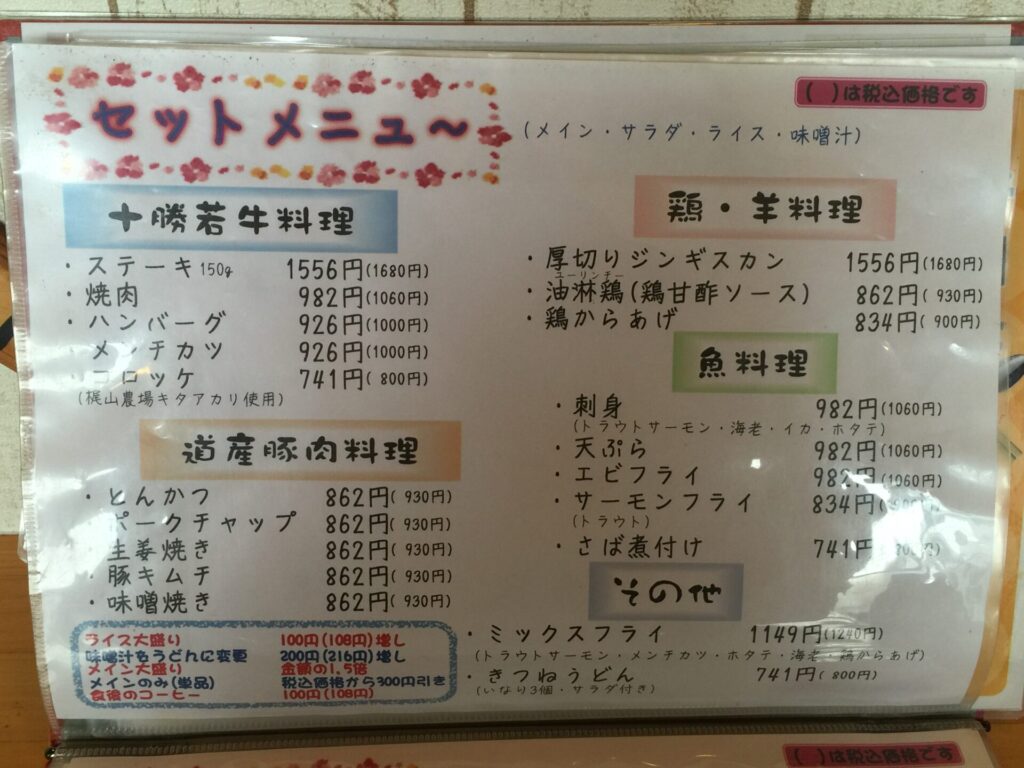 セットメニュ～
(メイン・サラダ・ライス・味噌汁)
( )は税込価格です
十勝若牛料理
・ステーキ150g 1556円(1680円)
・焼肉 982円(1060円)
・ハンバーグ 926円(1000円)
・メンチカツ 926円(1000円)
・コロッケ 741円( 800円)
(梶山農場キタアカリ使用)
道産豚肉料理
・とんかつ 862円( 930円)
・ポークチャップ 862円( 930円)
・生姜焼き 862円( 930円)
・豚キムチ 862円( 930円)
・味噌焼き 862円( 930円)
ライス大盛り 100円(108円)増し
味噌汁をうどんに変更 200円(216円)増し
メイン大盛り 金額の1.5倍
メインのみ(単品) 税込価格から300円引き
食後のコーヒー 100円(108円)
鶏・羊料理
・厚切りジンギスカン 1556円(1680円)
ユーリンチー
・油淋鶏(鶏甘酢ソース) 862円( 930円)
・鶏からあげ 834円( 900円)
魚料理
・刺身 982円(1060円)
(トラウトサーモン・海老・イカ・ホタテ)
・天ぷら 982円(1060円)
・エビフライ 982円(1060円)
・サーモンフライ 834円
(トラウト)
・さば煮付け 741円
その他
・ミックスフライ 1149円(1240円)
(トラウトサーモン・メンチカツ・ホタテ・海老・鶏からあげ)
・きつねうどん 741円( 800円)
(いなり3個・サラダ付き)
( )は税込価格です